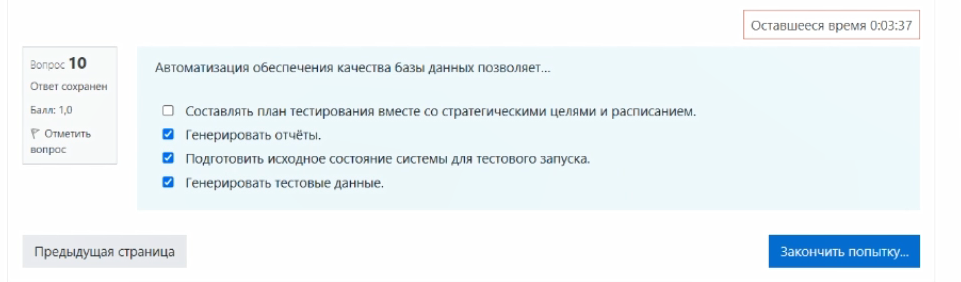 Оставшееся время 0:03:37
Вопрос 10
Ответ сохранен
Балл: 1,0
Отметить
вопрос
Автоматизация обеспечения качества базы данных позволяет...
Составлять план тестирования вместе со стратегическими целями и расписанием.
Генерировать отчёты.
Подготовить исходное состояние системы для тестового запуска.
Генерировать тестовые данные.
Предыдущая страница
Закончить попытку...